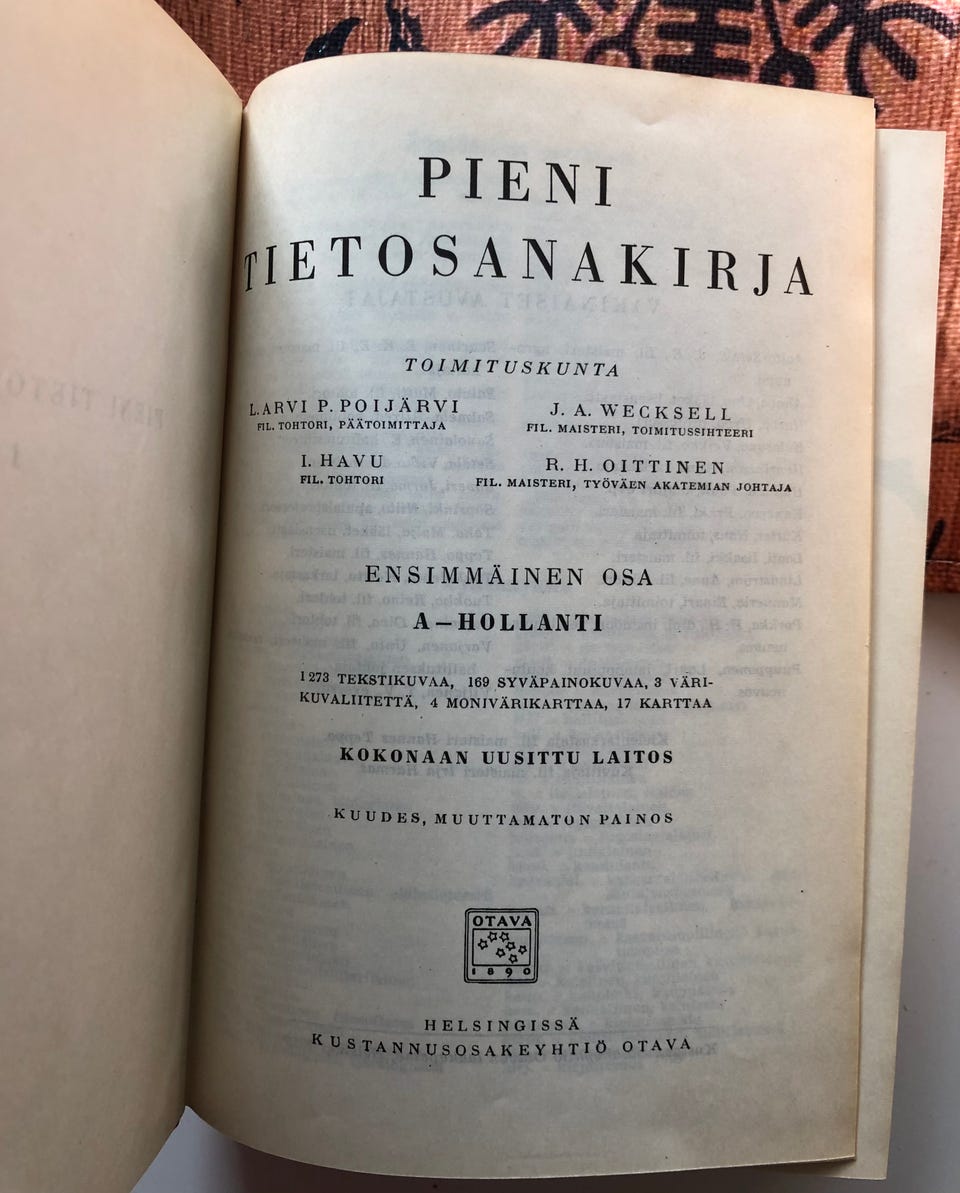 PIENI
TIETOSANAKIRJA
TOIMITUSKUNTA
L. ARVI P. POIJÄRVI
FIL. TOHTORI, PÄÄTOIMITTAJA
J. A. WECKSELL
FIL. MAISTERI, TOIMITUSSIHTEERI
I. HAVU
FIL. TOHTORI
R. H. OITTINEN
FIL. MAISTERI, TYÖVÄEN AKATEMIAN JOHTAJA
ENSIMMÄINEN OSA
A—HOLLANTI
1 273 TEKSTIKUVAA, 169 SYVÄPAINOKUVAA, 3 VÄRI-
KUVALIITETTÄ, 4 MONIVÄRIKARTTAA, 17 KARTTAA
KOKONAAN UUSITTU LAITOS
KUUDES, MUUTTAMATON PAINOS
OTAVA
1890
HELSINGISSÄ
KUSTANNUSOSAKEYHTIÖ OTAVA